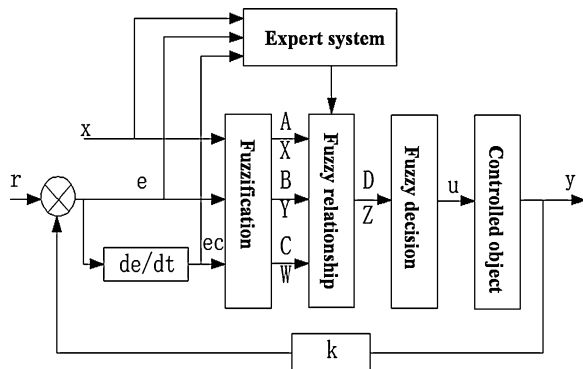 Expert system
x
A
X
r
e
Fuzzification
B
Y
Fuzzy relationship
D
Z
Fuzzy decision
u
Controlled object
y
ec
C
W
de/dt
k